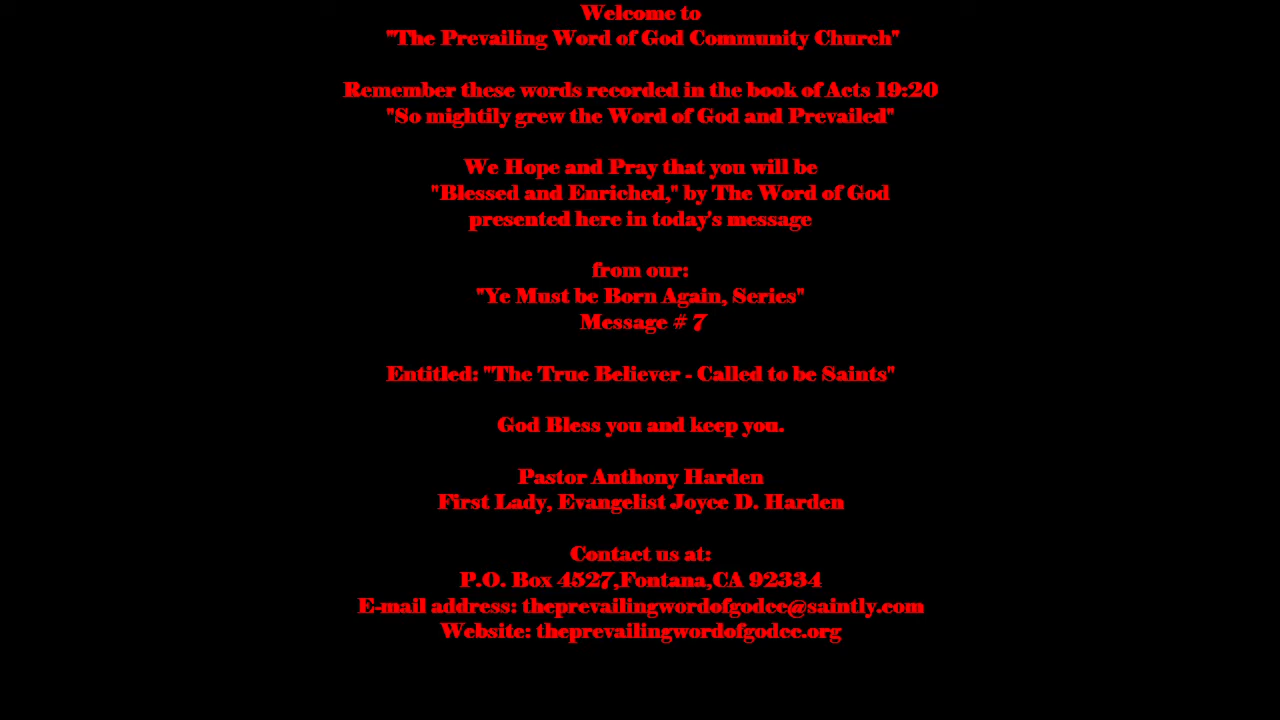 Welcome to
"The Prevailing Word of God Community Church"
Remember these words recorded in the book of Acts 19:20
"So mightily grew the Word of God and Prevailed"
We Hope and Pray that you will be
"Blessed and Enriched," by The Word of God
presented here in today's message
from our:
"Ye Must be Born Again, Series"
Message # 7
Entitled: "The True Believer - Called to be Saints"
God Bless you and keep you.
Pastor Anthony Harden
First Lady, Evangelist Joyce D. Harden
Contact us at:
P.O. Box 4527,Fontana,CA 92334
E-mail address: theprevailingwordofgodcc@saintly.com
Website: theprevailingwordofgodcc.org